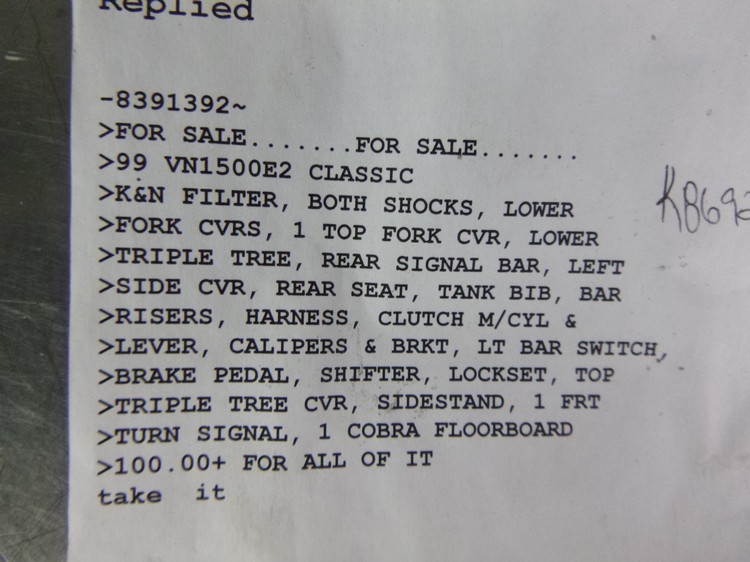 Replied
-8391392~
>FOR SALE.......FOR SALE.......
>99 VN1500E2 CLASSIC
>K&N FILTER, BOTH SHOCKS, LOWER
>FORK CVRS, 1 TOP FORK CVR, LOWER
>TRIPLE TREE, REAR SIGNAL BAR, LEFT
>SIDE CVR, REAR SEAT, TANK BIB, BAR
>RISERS, HARNESS, CLUTCH M/CYL &
>LEVER, CALIPERS & BRKT, LT BAR SWITCH,
>BRAKE PEDAL, SHIFTER, LOCKSET, TOP
>TRIPLE TREE CVR, SIDESTAND, 1 FRT
>TURN SIGNAL, 1 COBRA FLOORBOARD
>100.00+ FOR ALL OF IT
take it